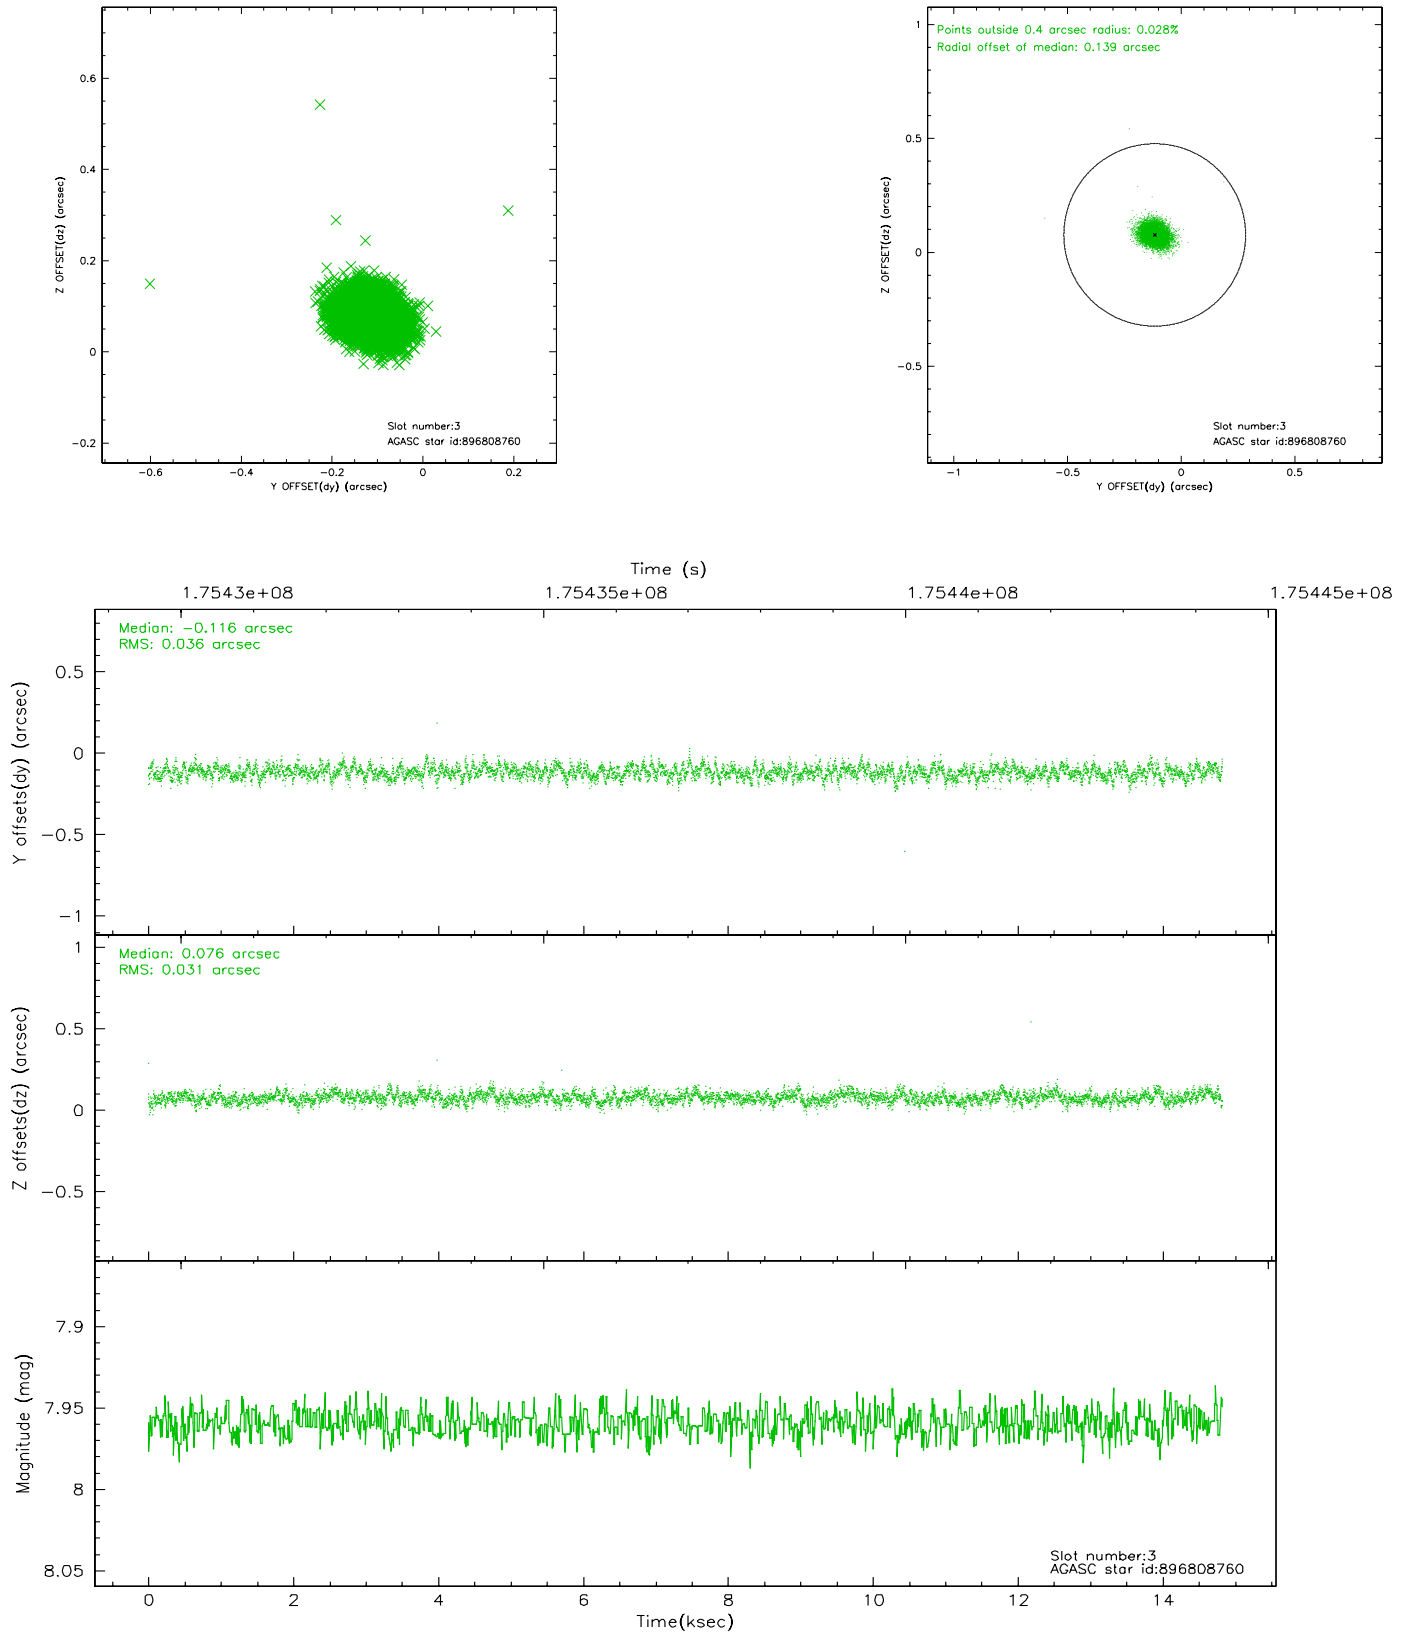 0.6
0.4
0.2
0
−0.2
Z OFFSET(dz) (arcsec)
Slot number:3
AGASC star id:896808760
−0.6
−0.4
−0.2
0
0.2
Y OFFSET(dy) (arcsec)
Points outside 0.4 arcsec radius: 0.028%
Radial offset of median: 0.139 arcsec
1
0.5
0
−0.5
Z OFFSET(dz) (arcsec)
Slot number:3
AGASC star id:896808760
−1
−0.5
0
0.5
Y OFFSET(dy) (arcsec)
Time (s)
1.7543e+08
1.75435e+08
1.7544e+08
1.75445e+08
Median: −0.116 arcsec
RMS: 0.036 arcsec
0.5
0
−0.5
−1
Y offsets(dy) (arcsec)
Median: 0.076 arcsec
RMS: 0.031 arcsec
1
0.5
0
−0.5
Z offsets(dz) (arcsec)
7.9
7.95
8
8.05
Magnitude (mag)
Slot number:3
AGASC star id:896808760
0
2
4
6
8
10
12
14
Time(ksec)